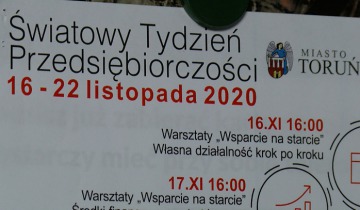 Światowy Tydzień
Przedsiębiorczości
MIASTO
TORUŃ
16 - 22 listopada 2020
16.XI 16:00
Warsztaty „Wsparcie na starcie”
Własna działalność krok po kroku
17.XI 16:00
Warsztaty „Wsparcie na starcie”
Środki